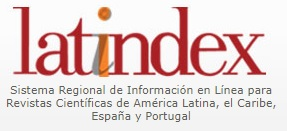 latindex
Sistema Regional de Información en Línea para
Revistas Científicas de América Latina, el Caribe,
España y Portugal